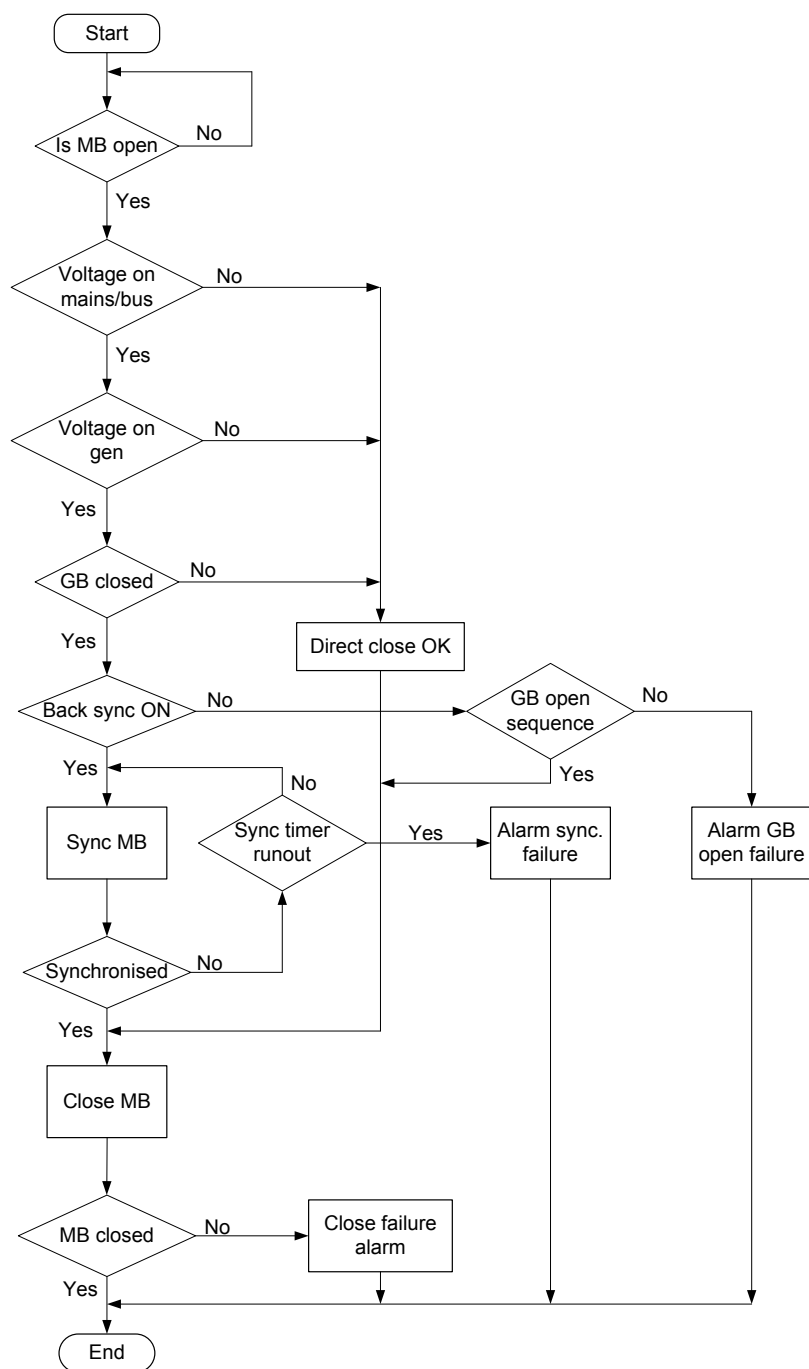 Start
Is MB open
No
Yes
Voltage on
mains/bus
No
Yes
Voltage on
gen
No
Yes
GB closed
No
Yes
Direct close OK
Back sync ON
No
GB open
sequence
No
Yes
Yes
No
Sync MB
Sync timer
runout
Yes
Alarm sync.
failure
Alarm GB
open failure
Synchronised
No
Yes
Close MB
MB closed
No
Close failure
alarm
Yes
End